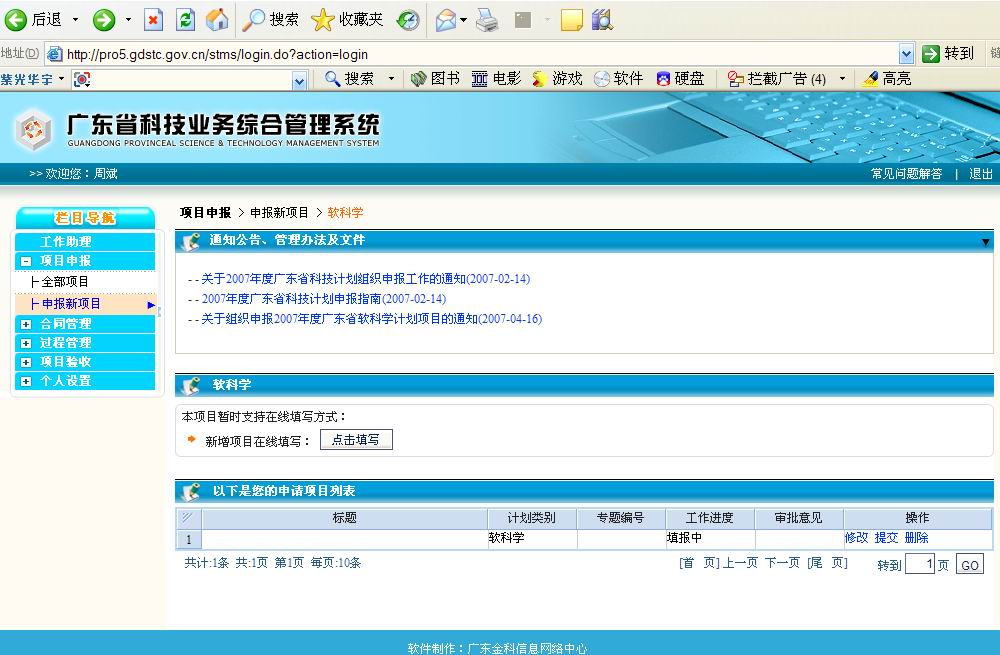 后退 搜索 收藏夹
地址(D) http://pro5.gdstc.gov.cn/stms/login.do?action=login 转到
紫光华宇 搜索 图书 电影 游戏 软件 硬盘 拦截广告(4) 高亮
广东省科技业务综合管理系统
GUANGDONG PROVINCEAL SCIENCE & TECHNOLOGY MANAGEMENT SYSTEM
>> 欢迎您：周斌 常见问题解答 | 退出
栏目导航
工作助理
项目申报
├全部项目
├申报新项目
合同管理
过程管理
项目验收
个人设置
项目申报 > 申报新项目 > 软科学
通知公告、管理办法及文件
- - 关于2007年度广东省科技计划组织申报工作的通知(2007-02-14)
- - 2007年度广东省科技计划申报指南(2007-02-14)
- - 关于组织申报2007年度广东省软科学计划项目的通知(2007-04-16)
软科学
本项目暂时支持在线填写方式：
新增项目在线填写： 点击填写
以下是您的申请项目列表
标题 计划类别 专题编号 工作进度 审批意见 操作
1 软科学 填报中 修改 提交 删除
共计:1条 共:1页 第1页 每页:10条 [首 页] 上一页 下一页 [尾 页] 转到 1 页 GO
软件制作：广东金科信息网络中心